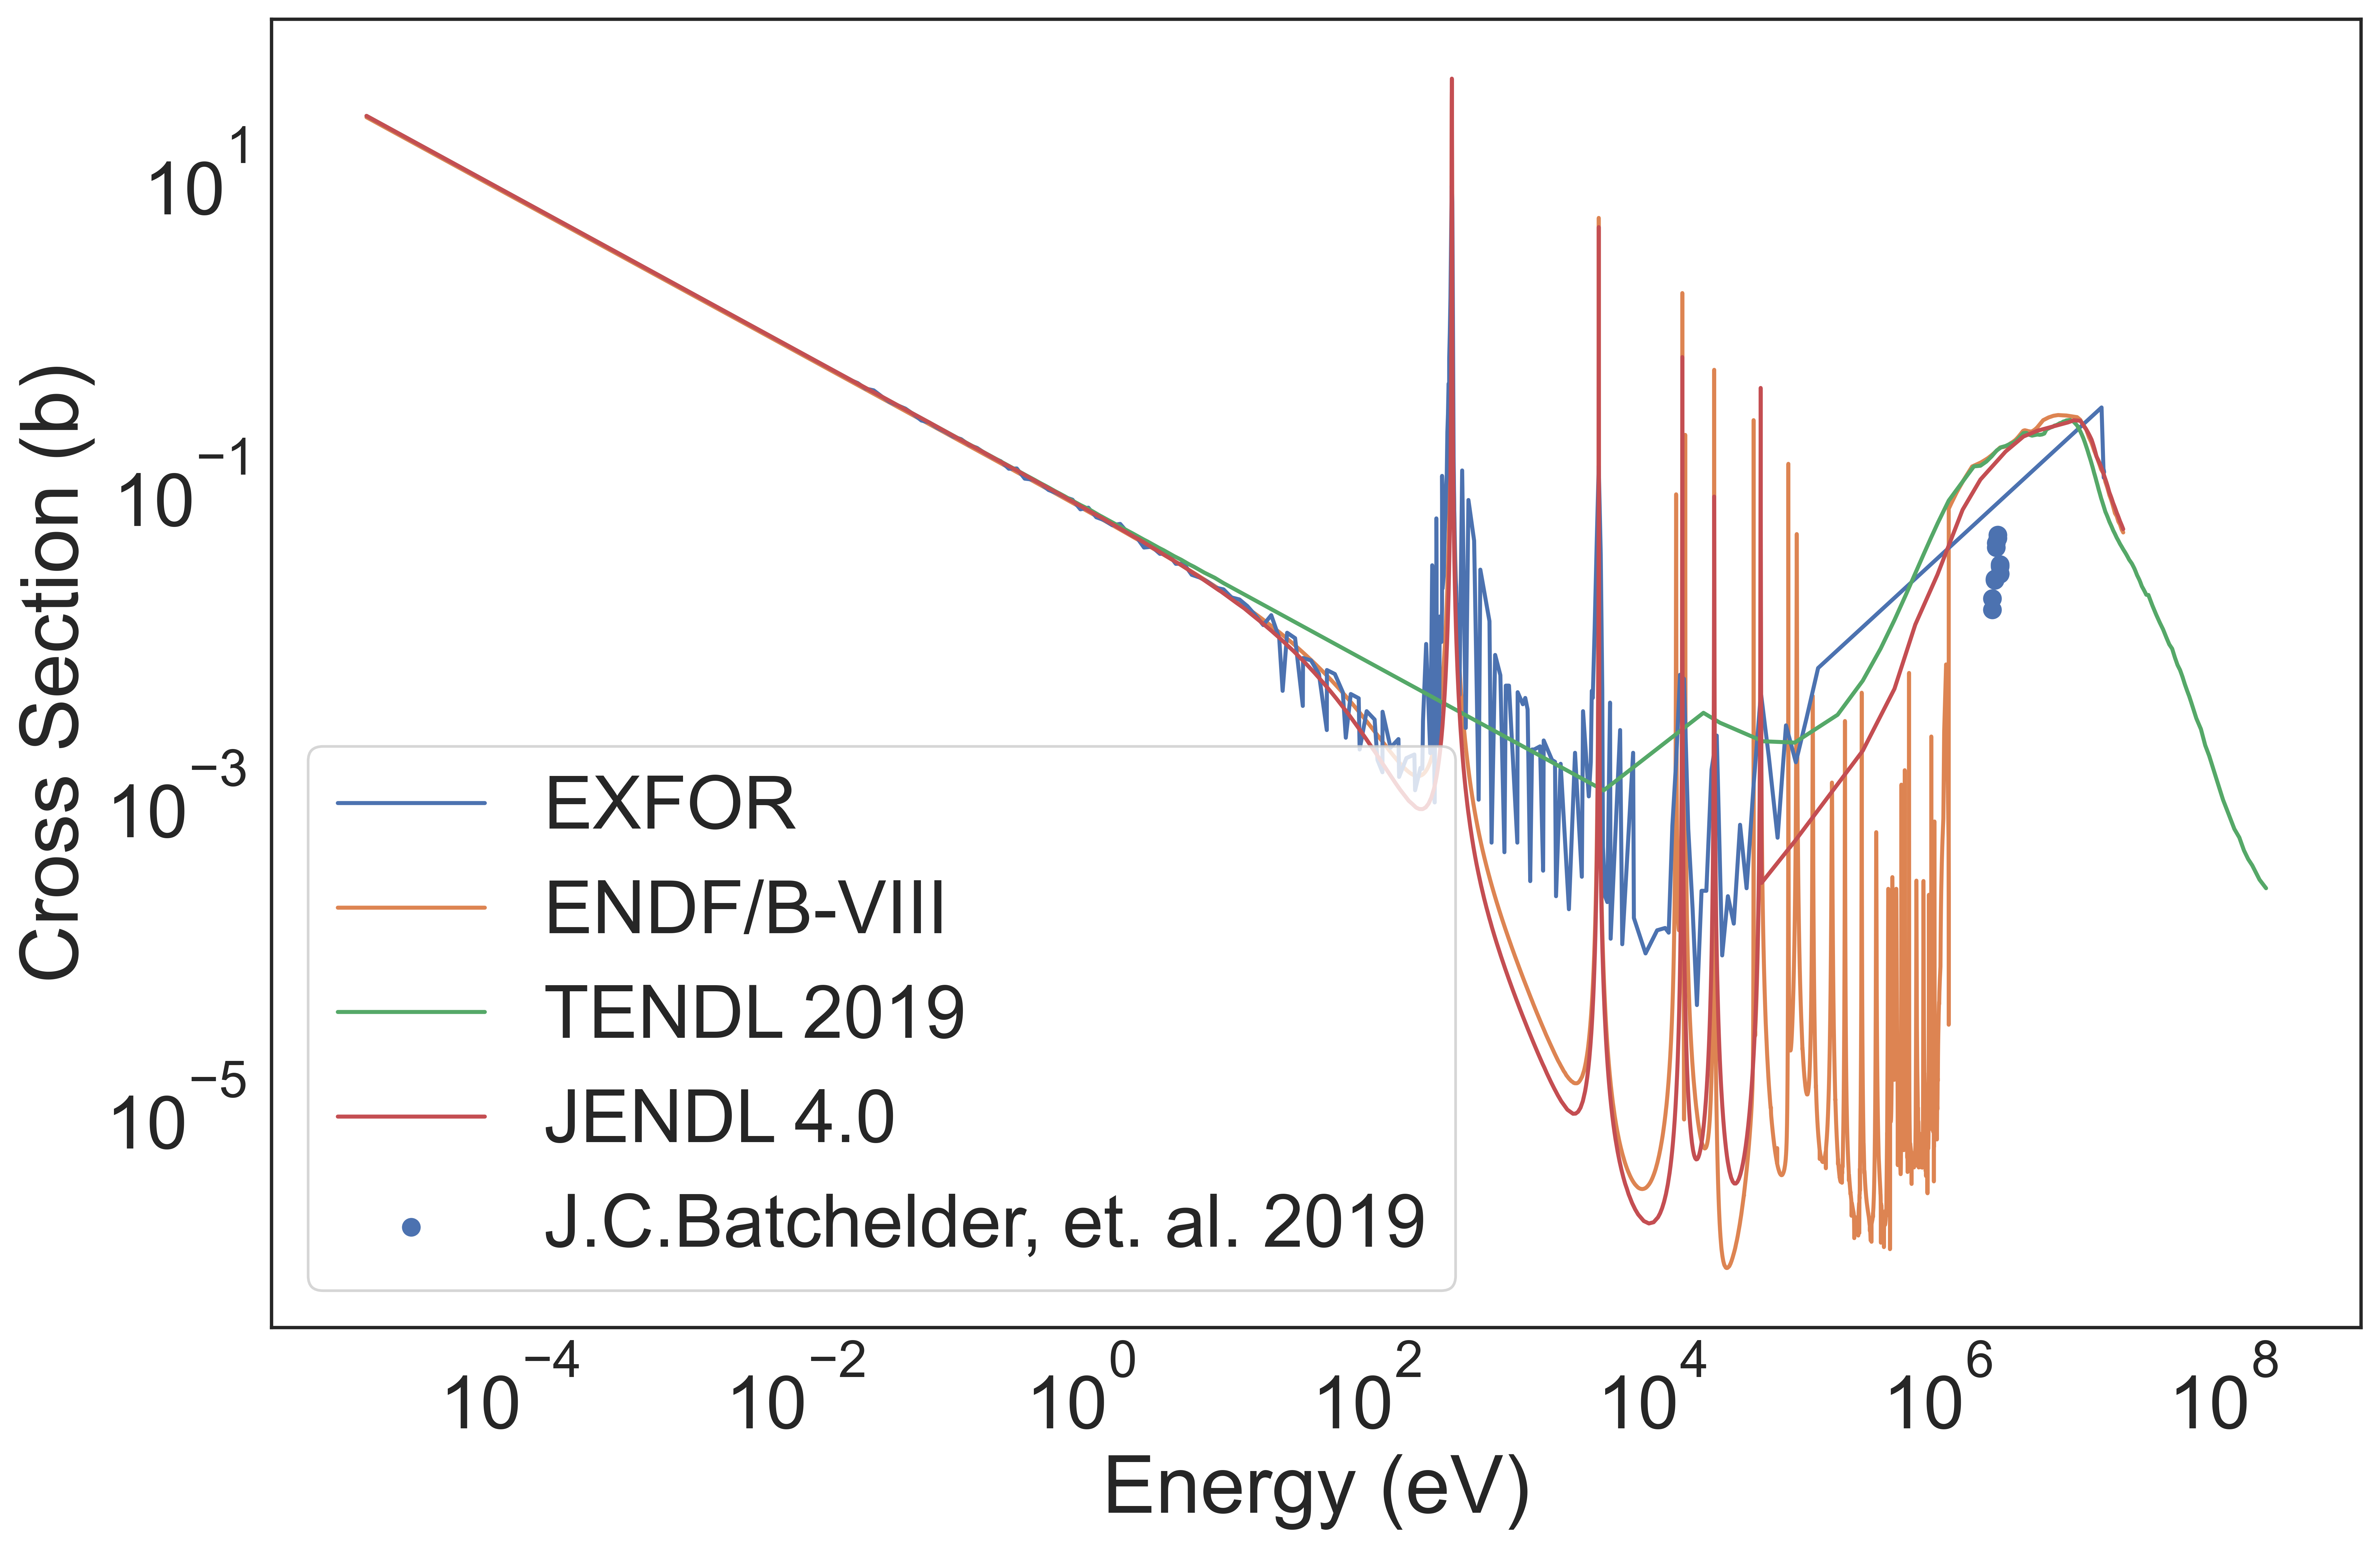 Cross Section (b)
10^1
10^−1
10^−3
10^−5
EXFOR
ENDF/B-VIII
TENDL 2019
JENDL 4.0
J.C.Batchelder, et. al. 2019
10^−4 10^−2 10^0 10^2 10^4 10^6 10^8
Energy (eV)